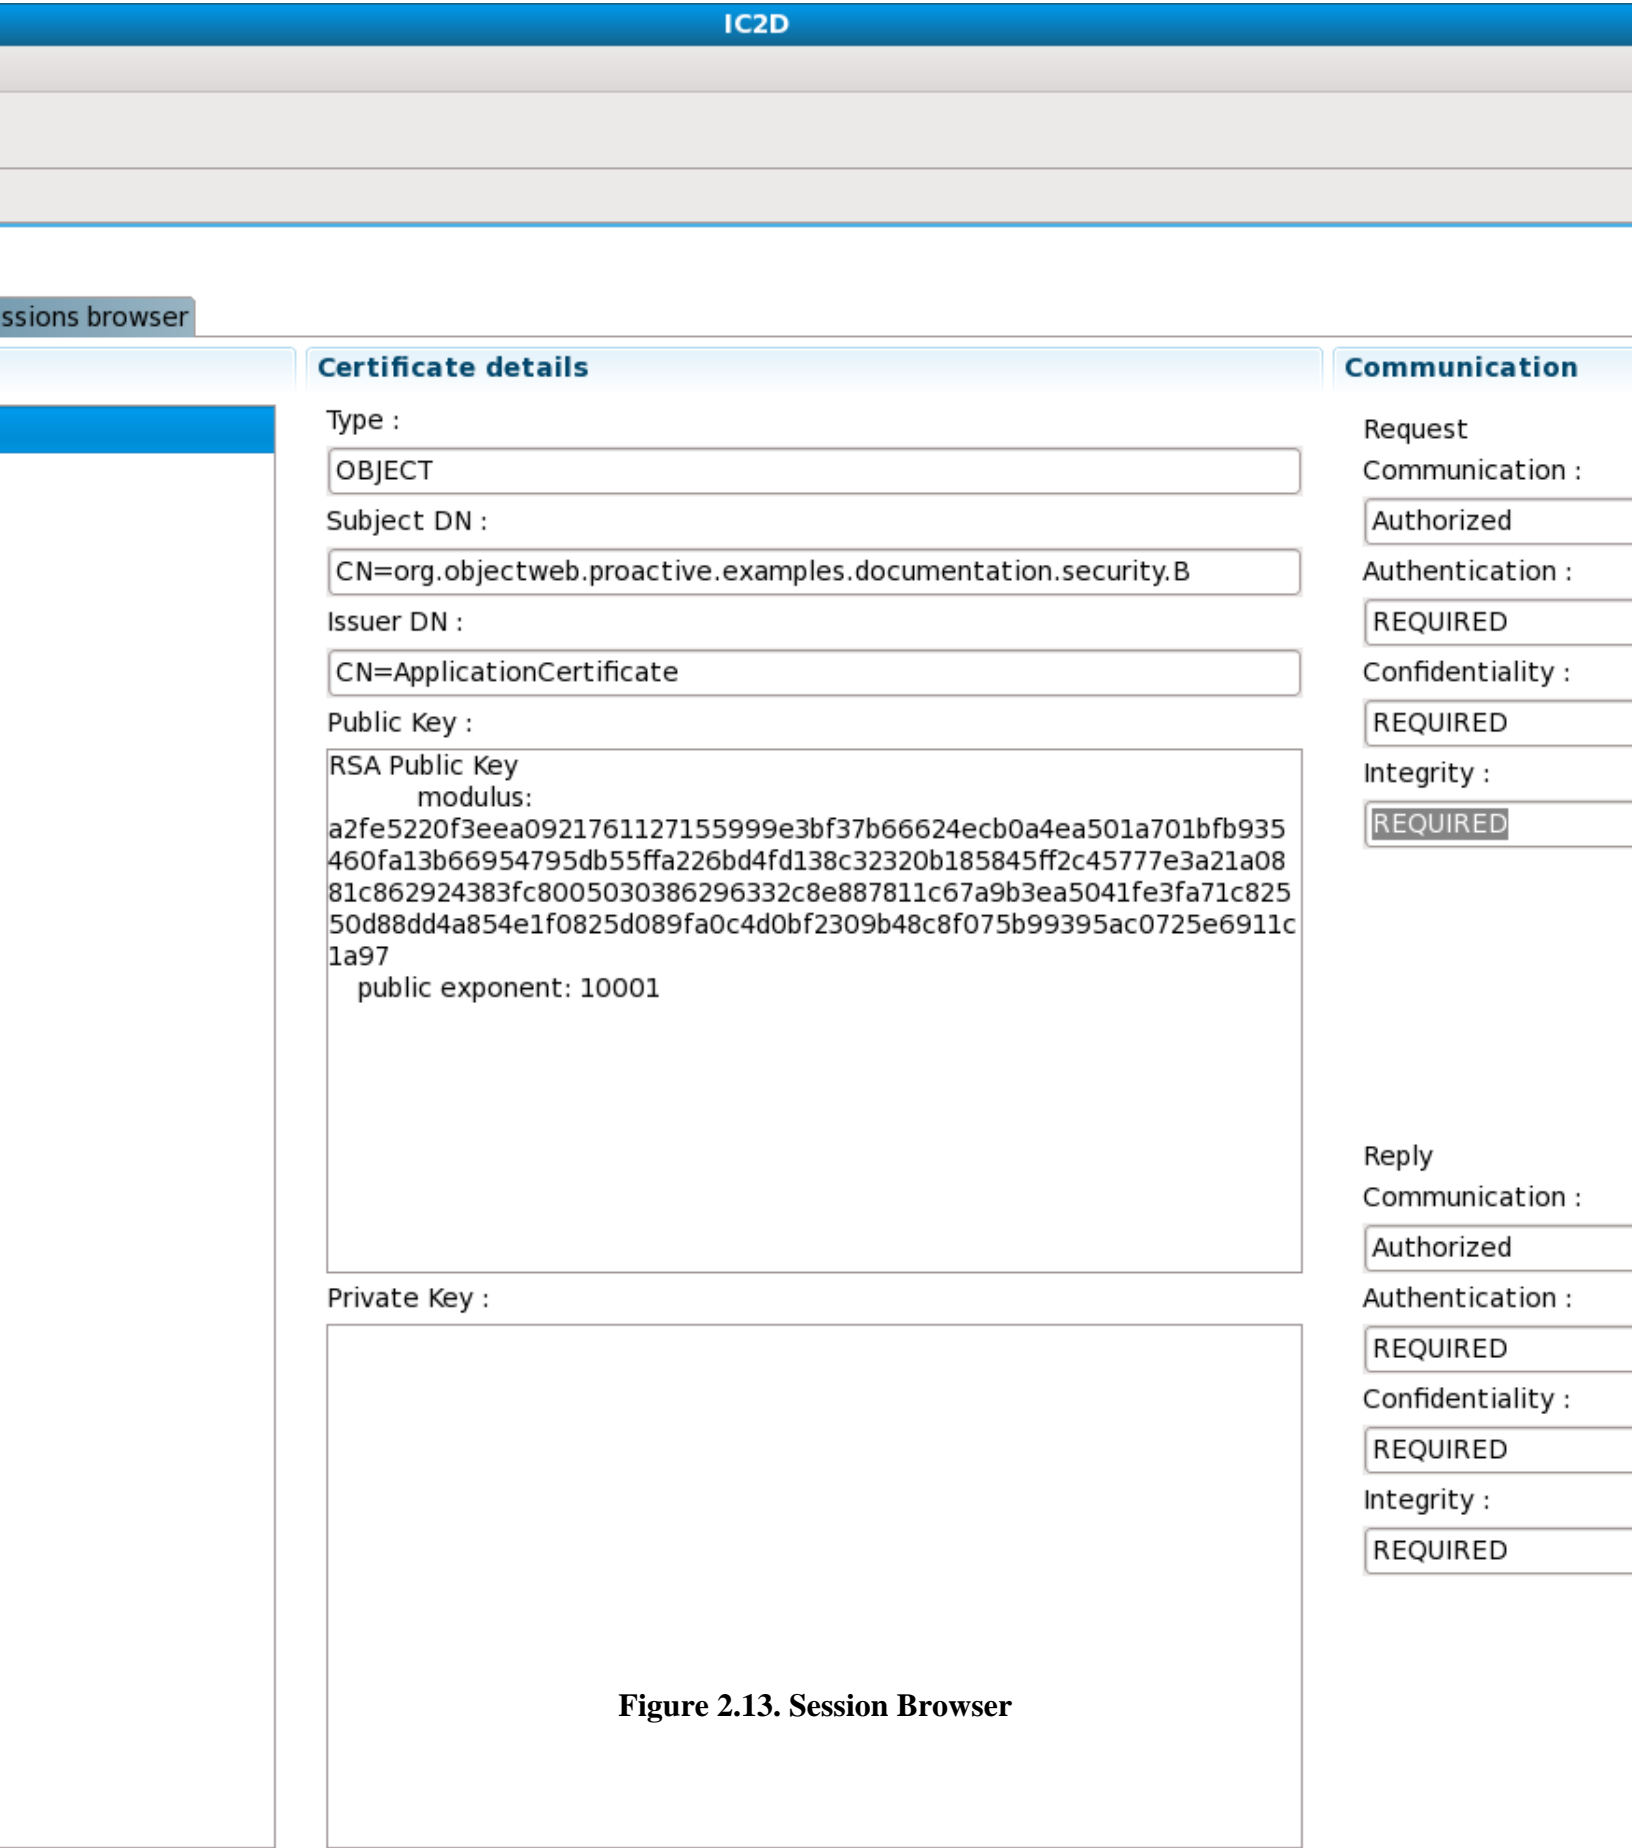 IC2D
ssions browser
Certificate details
Type :
OBJECT
Subject DN :
CN=org.objectweb.proactive.examples.documentation.security.B
Issuer DN :
CN=ApplicationCertificate
Public Key :
RSA Public Key
modulus:
a2fe5220f3eea0921761127155999e3bf37b66624ecb0a4ea501a701bfb935
460fa13b66954795db55ffa226bd4fd138c32320b185845ff2c45777e3a21a08
81c862924383fc8005030386296332c8e887811c67a9b3ea5041fe3fa71c825
50d88dd4a854e1f0825d089fa0c4d0bf2309b48c8f075b99395ac0725e6911c
1a97
public exponent: 10001
Private Key :
Communication
Request
Communication :
Authorized
Authentication :
REQUIRED
Confidentiality :
REQUIRED
Integrity :
REQUIRED
Reply
Communication :
Authorized
Authentication :
REQUIRED
Confidentiality :
REQUIRED
Integrity :
REQUIRED
Figure 2.13. Session Browser